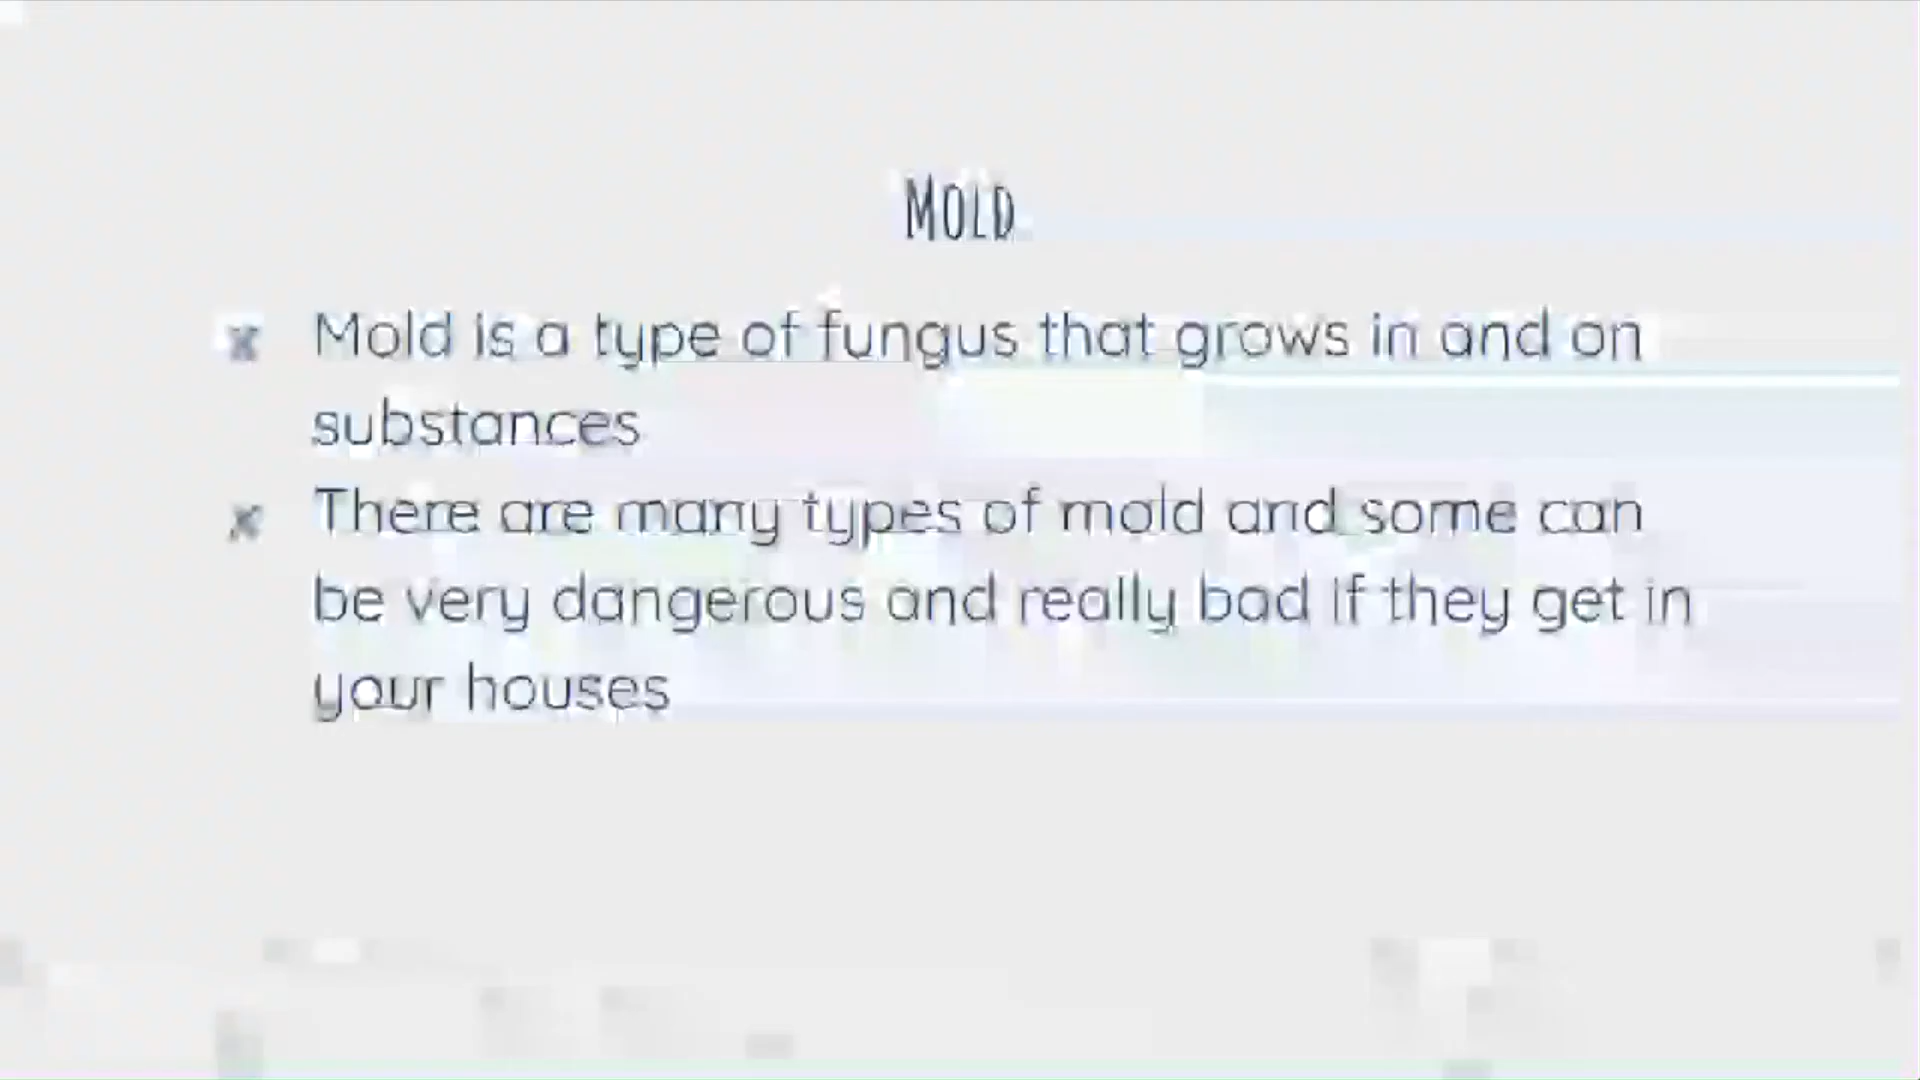 MOLD
x Mold is a type of fungus that grows in and on
substances
x There are many types of mold and some can
be very dangerous and really bad if they get in
your houses